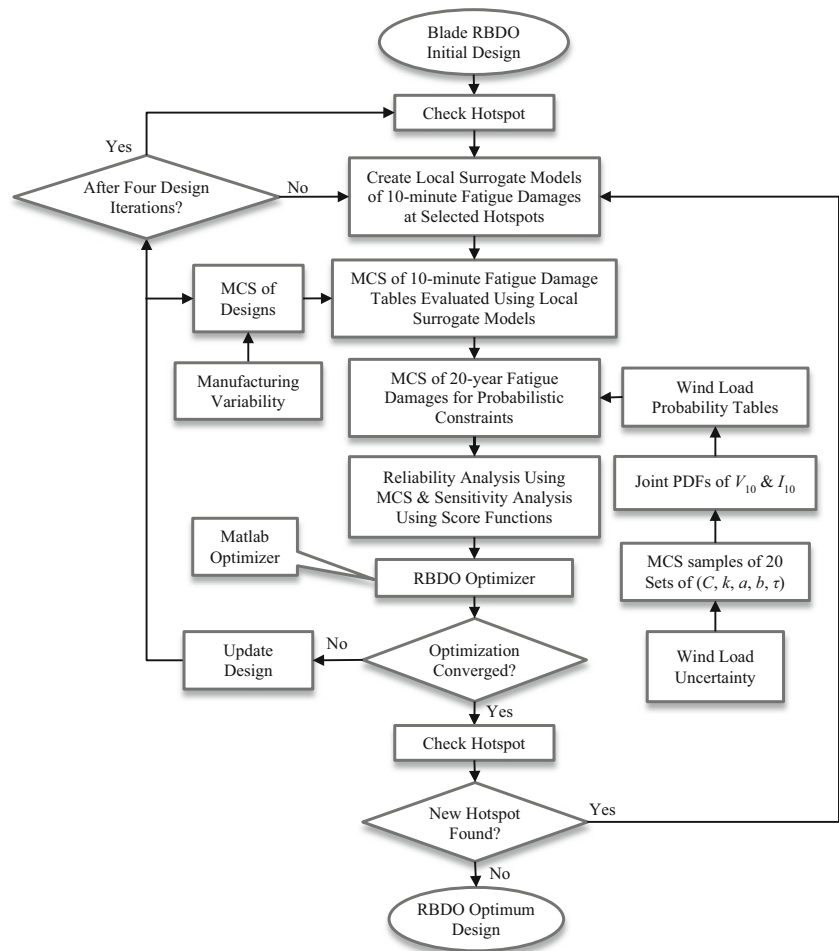 Blade RBDO
Initial Design
Check Hotspot
Yes
After Four Design
Iterations?
No
Create Local Surrogate Models
of 10-minute Fatigue Damages
at Selected Hotspots
MCS of
Designs
MCS of 10-minute Fatigue Damage
Tables Evaluated Using Local
Surrogate Models
Manufacturing
Variability
MCS of 20-year Fatigue
Damages for Probabilistic
Constraints
Wind Load
Probability Tables
Reliability Analysis Using
MCS & Sensitivity Analysis
Using Score Functions
Joint PDFs of V10 & I10
Matlab
Optimizer
RBDO Optimizer
MCS samples of 20
Sets of (C, k, a, b, τ)
Update
Design
No
Optimization
Converged?
Wind Load
Uncertainty
Yes
Check Hotspot
New Hotspot
Found?
Yes
No
RBDO Optimum
Design